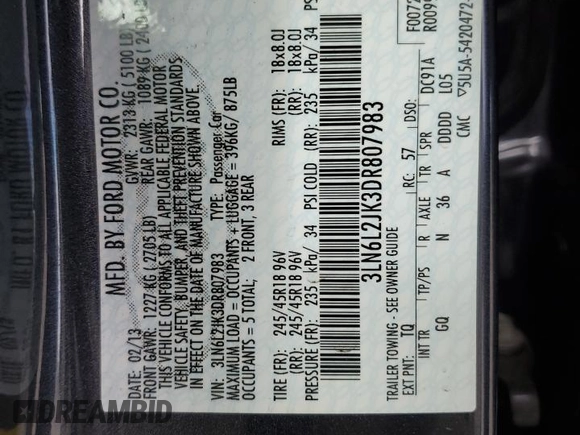 MFD. BY FORD MOTOR CO.
DATE: 02/13 GVWR: 2313 KG ( 5100 LB)
FRONT GAWR: 1227 KG ( 2705 LB) REAR GAWR: 1089 KG ( 240
THIS VEHICLE CONFORMS TO ALL APPLICABLE FEDERAL MOTOR
VEHICLE SAFETY, BUMPER, AND THEFT PREVENTION STANDARDS
IN EFFECT ON THE DATE OF MANUFACTURE SHOWN ABOVE.
VIN: 3LN6L2JK3DR807983 TYPE: Passenger Car
MAXIMUM LOAD = OCCUPANTS + LUGGAGE = 396KG/ 875LB
OCCUPANTS = 5 TOTAL; 2 FRONT, 3 REAR
TIRE (FR): 245/45R18 96V RIMS (FR): 18x8.0J
(RR): 245/45R18 96V (RR): 18x8.0J
PRESSURE (FR): 235 kPa/ 34 PSI COLD (RR): 235 kPa/ 34 PS
3LN6L2JK3DR807983
TRAILER TOWING - SEE OWNER GUIDE
F0072
R009
EXT PNT: TQ RC: 57 DSO: DC91A
INT TR TP/PS R AXLE TR SPR
GQ N 36 A DDDD L05
CMC ▽5U5A-5420472-
DREAMBID